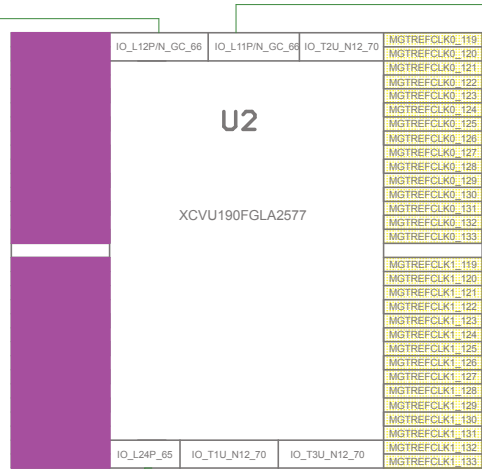 IO_L12P/N_GC_66 IO_L11P/N_GC_66 IO_T2U_N12_70
U2
XCVU190FGLA2577
MGTREFCLK0_119
MGTREFCLK0_120
MGTREFCLK0_121
MGTREFCLK0_122
MGTREFCLK0_123
MGTREFCLK0_124
MGTREFCLK0_125
MGTREFCLK0_126
MGTREFCLK0_127
MGTREFCLK0_128
MGTREFCLK0_129
MGTREFCLK0_130
MGTREFCLK0_131
MGTREFCLK0_132
MGTREFCLK0_133
MGTREFCLK1_119
MGTREFCLK1_120
MGTREFCLK1_121
MGTREFCLK1_122
MGTREFCLK1_123
MGTREFCLK1_124
MGTREFCLK1_125
MGTREFCLK1_126
MGTREFCLK1_127
MGTREFCLK1_128
MGTREFCLK1_129
MGTREFCLK1_130
MGTREFCLK1_131
MGTREFCLK1_132
MGTREFCLK1_133
IO_L24P_65 IO_T1U_N12_70 IO_T3U_N12_70